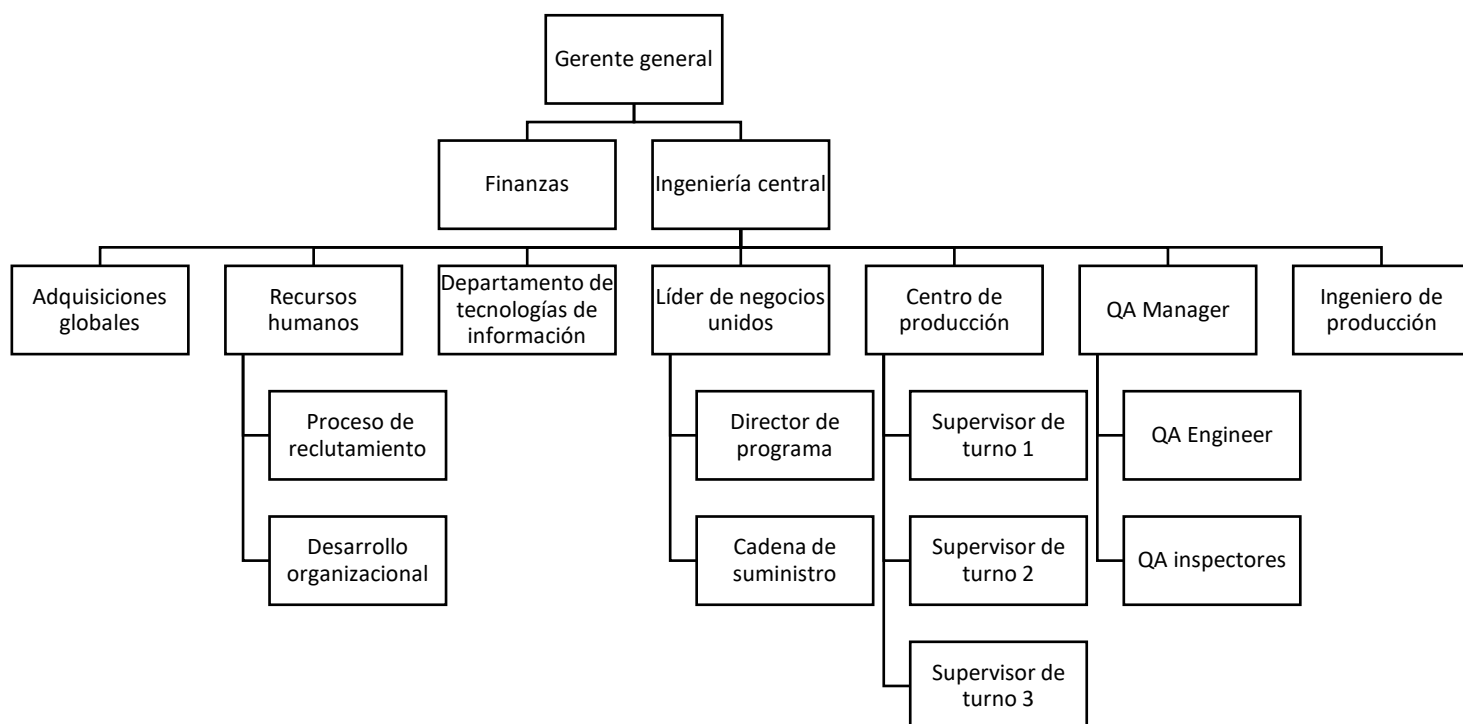 Gerente general
Finanzas
Ingeniería central
Adquisiciones
globales
Recursos
humanos
Departamento de
tecnologías de
información
Líder de negocios
unidos
Centro de
producción
QA Manager
Ingeniero de
producción
Proceso de
reclutamiento
Director de
programa
Supervisor de
turno 1
QA Engineer
Desarrollo
organizacional
Cadena de
suministro
Supervisor de
turno 2
QA inspectores
Supervisor de
turno 3